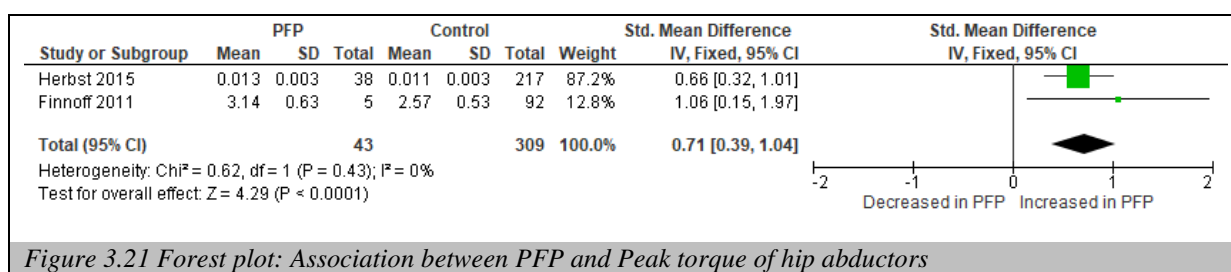 PFP Control Std. Mean Difference Std. Mean Difference
Study or Subgroup Mean SD Total Mean SD Total Weight IV, Fixed, 95% CI IV, Fixed, 95% CI
Herbst 2015 0.013 0.003 38 0.011 0.003 217 87.2% 0.66 [0.32, 1.01]
Finnoff 2011 3.14 0.63 5 2.57 0.53 92 12.8% 1.06 [0.15, 1.97]
Total (95% CI) 43 309 100.0% 0.71 [0.39, 1.04]
Heterogeneity: Chi² = 0.62, df = 1 (P = 0.43); I² = 0%
Test for overall effect: Z = 4.29 (P < 0.0001)
-2 -1 0 1 2
Decreased in PFP Increased in PFP
Figure 3.21 Forest plot: Association between PFP and Peak torque of hip abductors